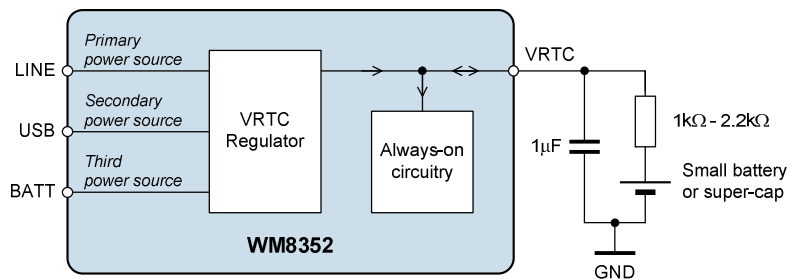 Primary
power source
LINE
Secondary
power source
USB
Third
power source
BATT
VRTC
Regulator
Always-on
circuitry
WM8352
VRTC
1µF
1kΩ - 2.2kΩ
Small battery
or super-cap
GND